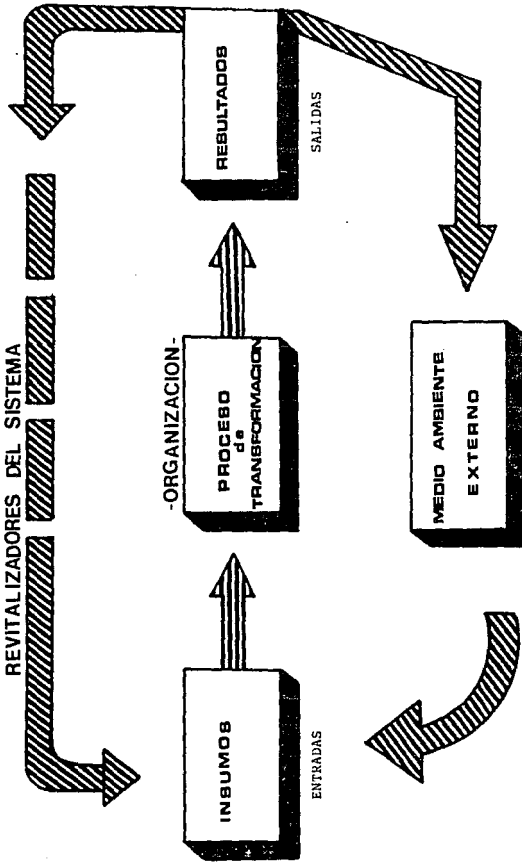 REVITALIZADORES DEL SISTEMA
INSUMOS
ENTRADAS
-ORGANIZACION-
PROCESO
de
TRANSFORMACION
RESULTADOS
SALIDAS
MEDIO AMBIENTE
EXTERNO